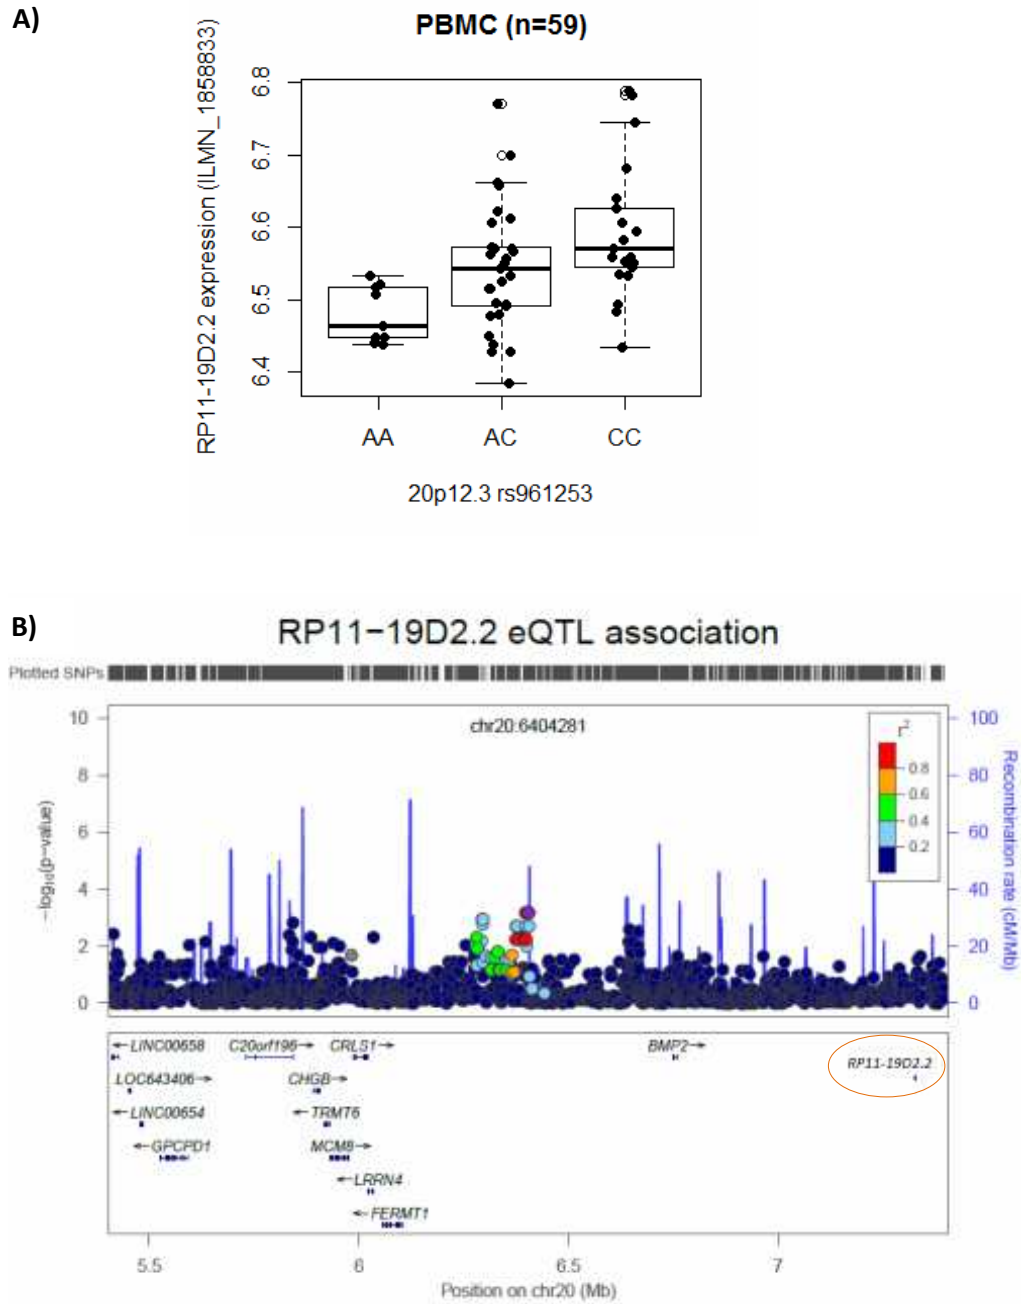 A)
PBMC (n=59)
RP11-19D2.2 expression (ILMN_1858833)
6.8
6.7
6.6
6.5
6.4
AA AC CC
20p12.3 rs961253
B)
RP11−19D2.2 eQTL association
Plotted SNPs
chr20:6404281
r2
0.8
0.6
0.4
0.2
−log10(p−value)
10
8
6
4
2
0
Recombination rate (cM/Mb)
100
80
60
40
20
0
LINC00658 C20orf196 CRLS1 BMP2 RP11-19D2.2
LOC643406 CHGB
LINC00654 TRMT6
GPCPD1 MCM8
LRRN4
FERMT1
5.5 6 6.5 7
Position on chr20 (Mb)